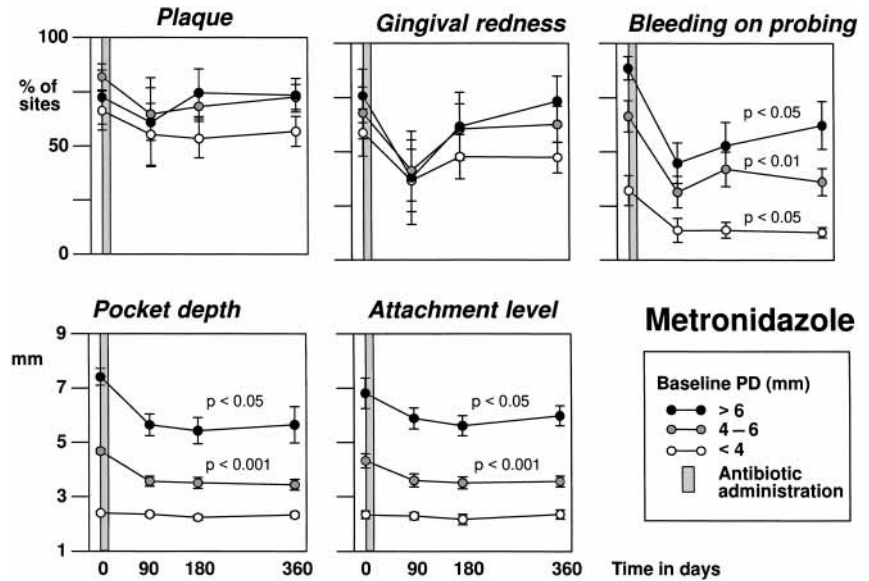 Plaque
Gingival redness
Bleeding on probing
100
% of
sites
50
0
p < 0.05
p < 0.01
p < 0.05
Pocket depth
Attachment level
Metronidazole
9
mm
7
5
3
1
p < 0.05
p < 0.001
p < 0.05
p < 0.001
Baseline PD (mm)
> 6
4 – 6
< 4
Antibiotic
administration
0 90 180 360
0 90 180 360
Time in days